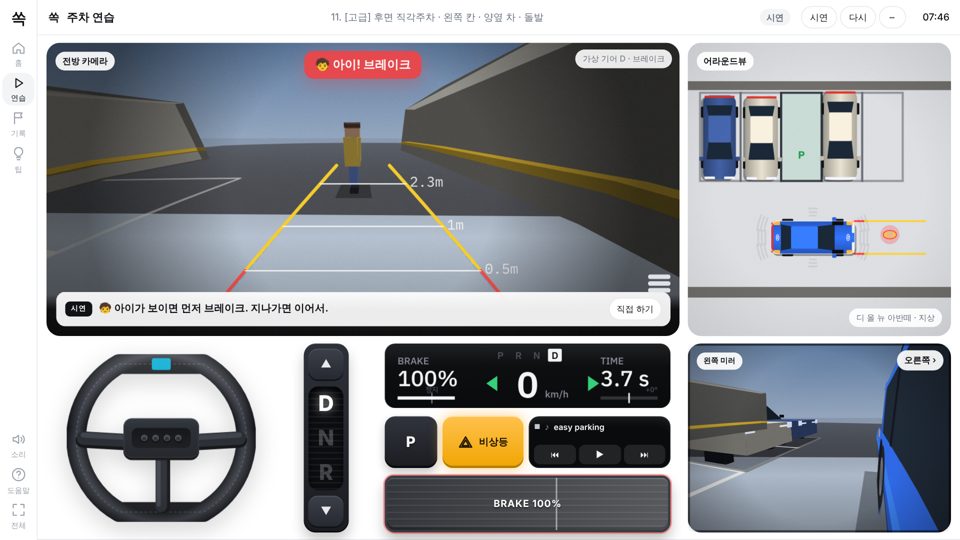 쏙
쏙 주차 연습
11. [고급] 후면 직각주차 · 왼쪽 칸 · 양옆 차 · 돌발
시연
시연
다시
–
07:46
홈
연습
기록
팁
소리
도움말
전체
전방 카메라
🧒 아이! 브레이크
가상 기어 D · 브레이크
2.3m
1m
0.5m
시연
🧒 아이가 보이면 먼저 브레이크. 지나가면 이어서.
직접 하기
어라운드뷰
P
디 올 뉴 아반떼 · 지상
▲
D
N
R
▼
P R N D
BRAKE
100%
0
km/h
TIME
3.7 s
+0°
P
비상등
♪ easy parking
BRAKE 100%
왼쪽 미러
오른쪽 ›